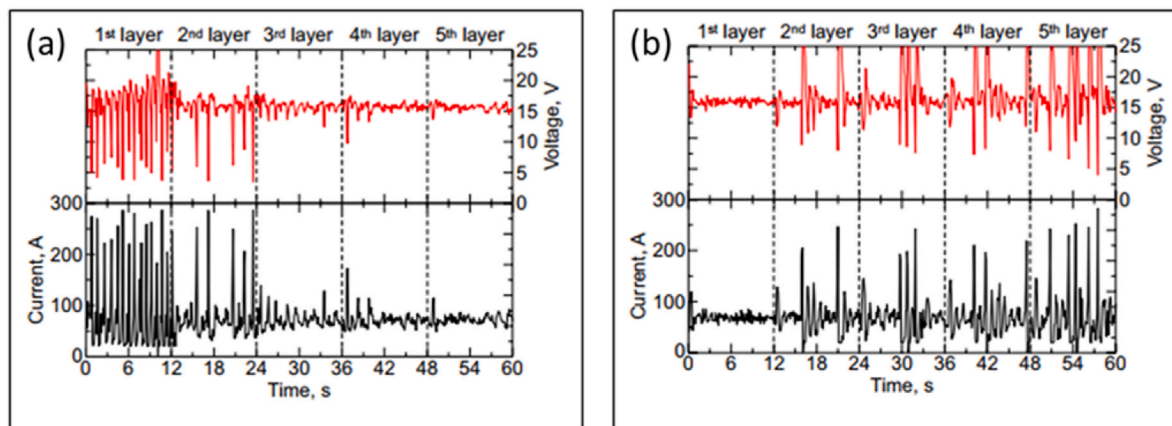 (a)
1st layer 2nd layer 3rd layer 4th layer 5th layer
25
20
15
10
5
0
Voltage, V
300
200
100
0
Current, A
0 6 12 18 24 30 36 42 48 54 60
Time, s
(b)
1st layer 2nd layer 3rd layer 4th layer 5th layer
25
20
15
10
5
0
Voltage, V
300
200
100
0
Current, A
0 6 12 18 24 30 36 42 48 54 60
Time, s